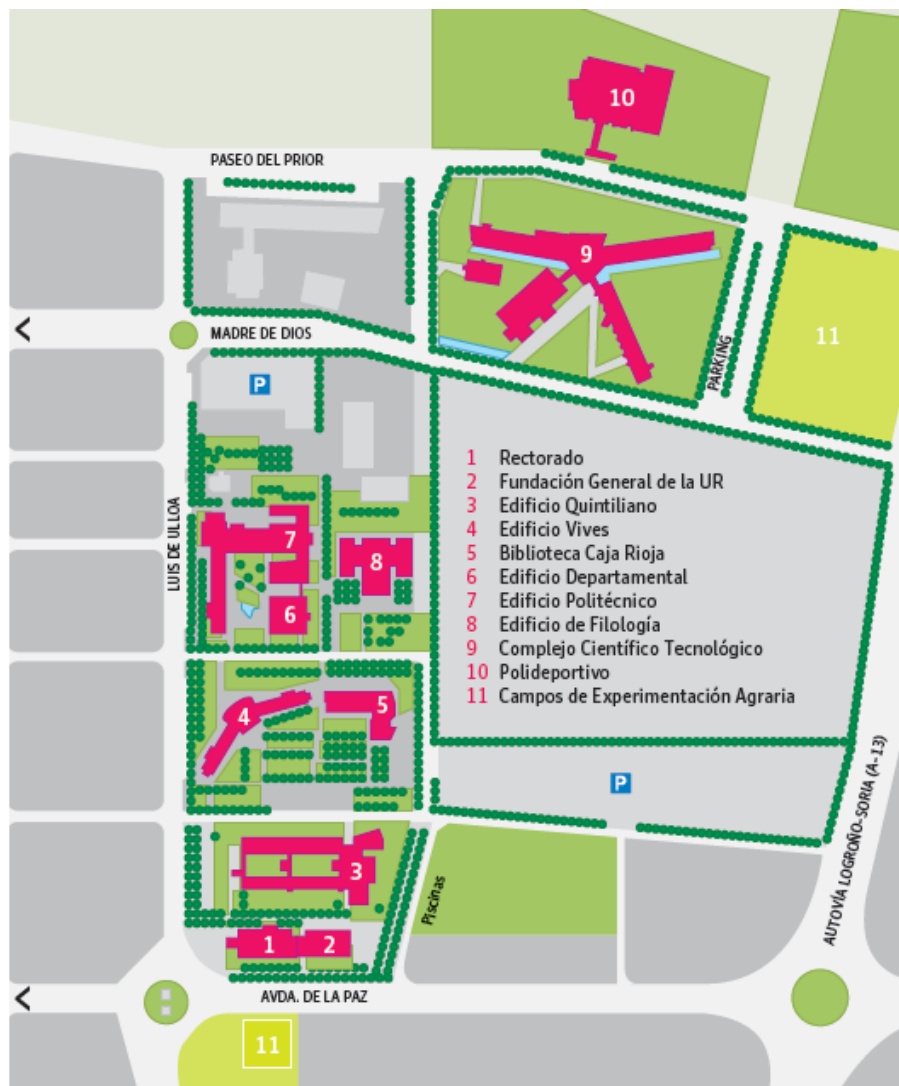 10
PASEO DEL PRIOR
9
<
MADRE DE DIOS
11
PARKING
P
1 Rectorado
2 Fundación General de la UR
3 Edificio Quintiliano
4 Edificio Vives
5 Biblioteca Caja Rioja
6 Edificio Departamental
7 Edificio Politécnico
8 Edificio de Filología
9 Complejo Científico Tecnológico
10 Polideportivo
11 Campos de Experimentación Agraria
LUIS DE ULLOA
7
8
6
5
4
P
AUTOVÍA LOGROÑO-SORIA (A-13)
3
Piscinas
1
2
<
AVDA. DE LA PAZ
11